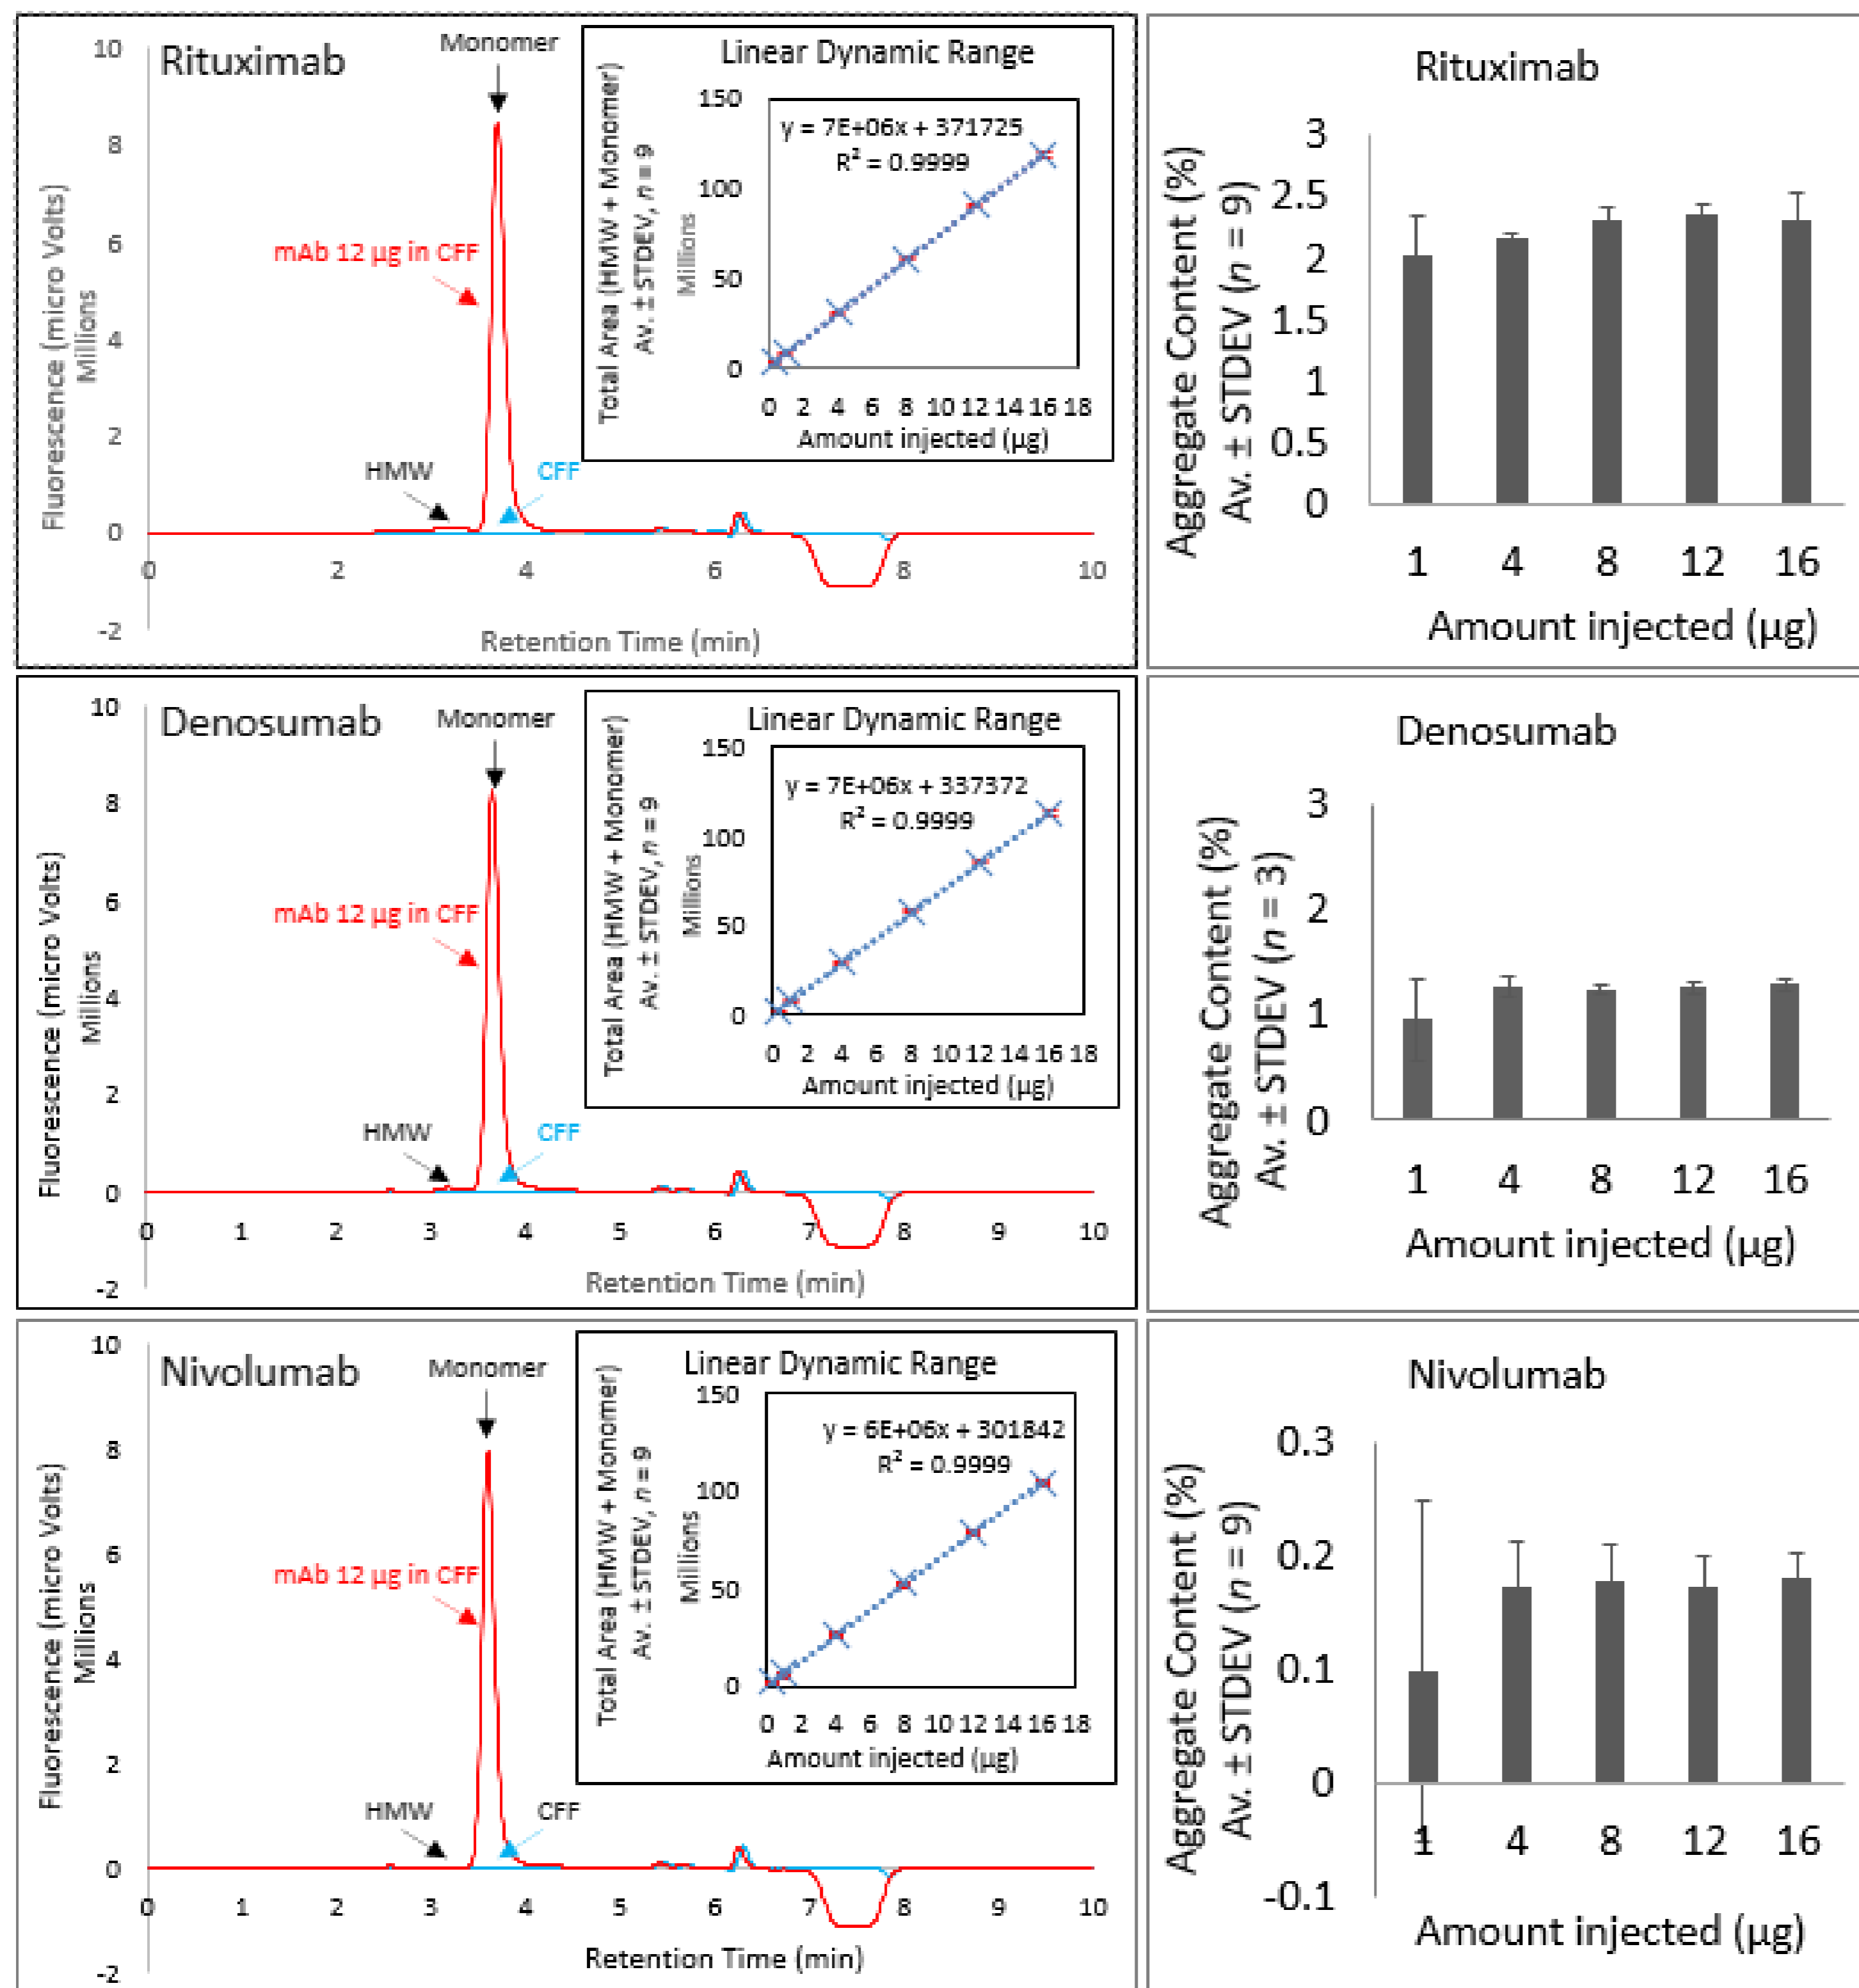 Rituximab
Monomer
mAb 12 µg in CFF
HMW
CFF
Fluorescence (micro Volts)
Millions
10
8
6
4
2
0
-2
0 2 4 6 8 10
Retention Time (min)
Linear Dynamic Range
y = 7E+06x + 371725
R² = 0.9999
Total Area (HMW + Monomer)
Av. ± STDEV, n = 9
Millions
150
100
50
0
0 2 4 6 8 10 12 14 16 18
Amount injected (µg)
Rituximab
Aggregate Content (%)
Av. ± STDEV (n = 9)
3
2.5
2
1.5
1
0.5
0
1 4 8 12 16
Amount injected (µg)
Denosumab
Monomer
mAb 12 µg in CFF
HMW
CFF
Fluorescence (micro Volts)
Millions
10
8
6
4
2
0
-2
0 1 2 3 4 5 6 7 8 9 10
Retention Time (min)
Linear Dynamic Range
y = 7E+06x + 337372
R² = 0.9999
Total Area (HMW + Monomer)
Av. ± STDEV, n = 9
Millions
150
100
50
0
0 2 4 6 8 10 12 14 16 18
Amount injected (µg)
Denosumab
Aggregate Content (%)
Av. ± STDEV (n = 3)
3
2
1
0
1 4 8 12 16
Amount injected (µg)
Nivolumab
Monomer
mAb 12 µg in CFF
HMW
CFF
Fluorescence (micro Volts)
Millions
10
8
6
4
2
0
-2
0 1 2 3 4 5 6 7 8 9 10
Retention Time (min)
Linear Dynamic Range
y = 6E+06x + 301842
R² = 0.9999
Total Area (HMW + Monomer)
Av. ± STDEV, n = 9
Millions
150
100
50
0
0 2 4 6 8 10 12 14 16 18
Amount injected (µg)
Nivolumab
Aggregate Content (%)
Av. ± STDEV (n = 9)
0.3
0.2
0.1
0
-0.1
1 4 8 12 16
Amount injected (µg)